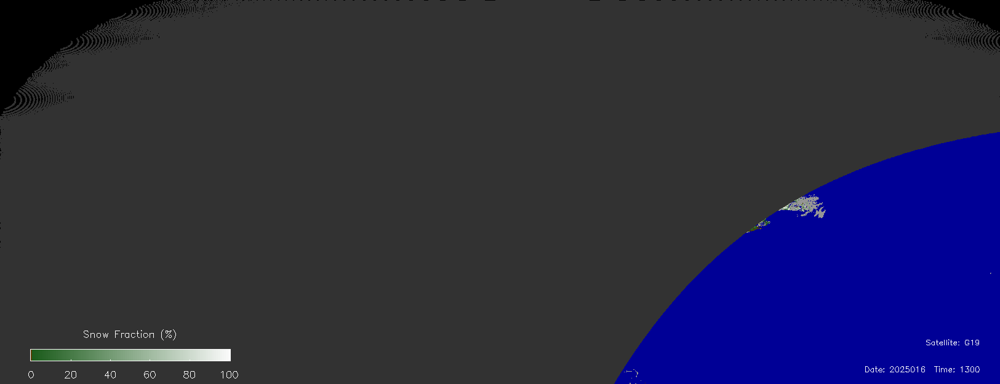 Snow Fraction (%)
0 20 40 60 80 100
Satellite: G19
Date: 2025016 Time: 1300